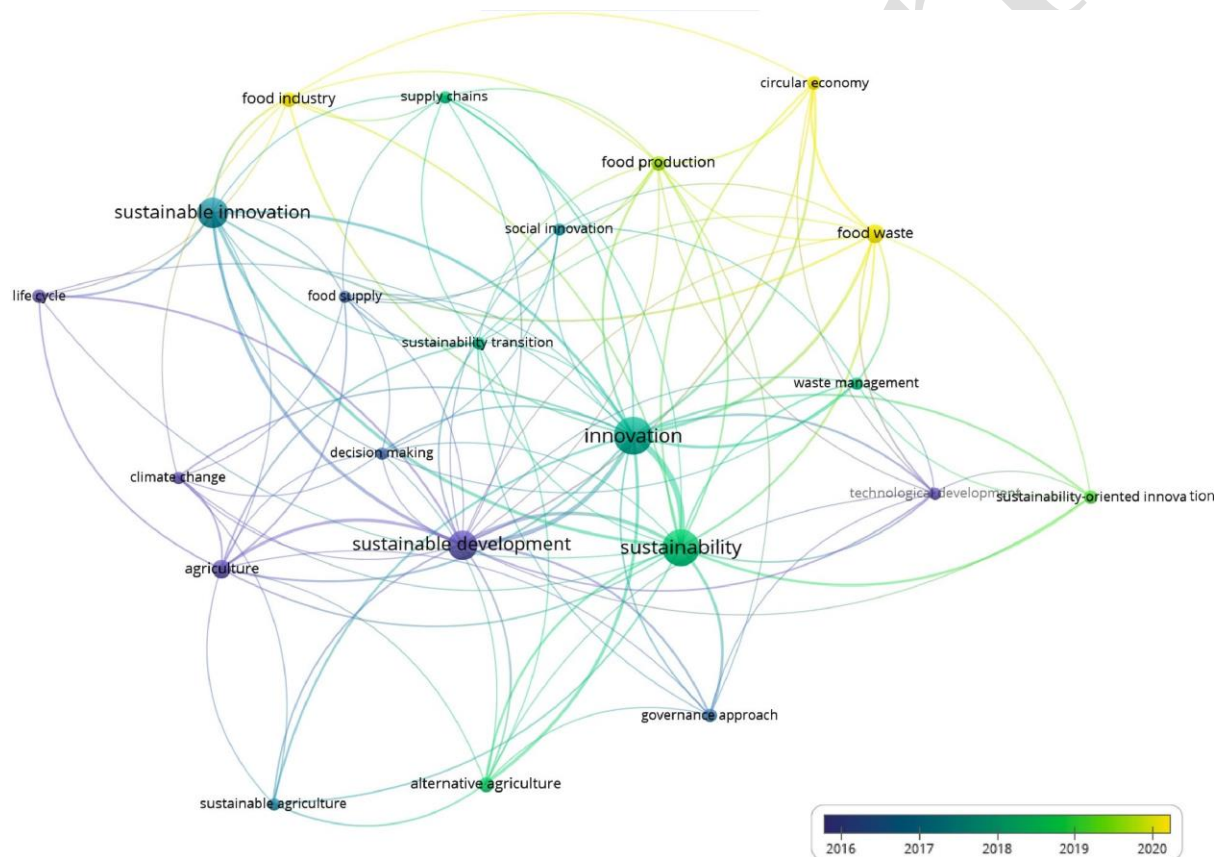 circular economy
food industry
supply chains
food production
sustainable innovation
social innovation
food waste
life cycle
food supply
sustainability transition
waste management
innovation
decision making
climate change
technological development
sustainability-oriented innovation
sustainable development
sustainability
agriculture
governance approach
alternative agriculture
sustainable agriculture
2016 2017 2018 2019 2020